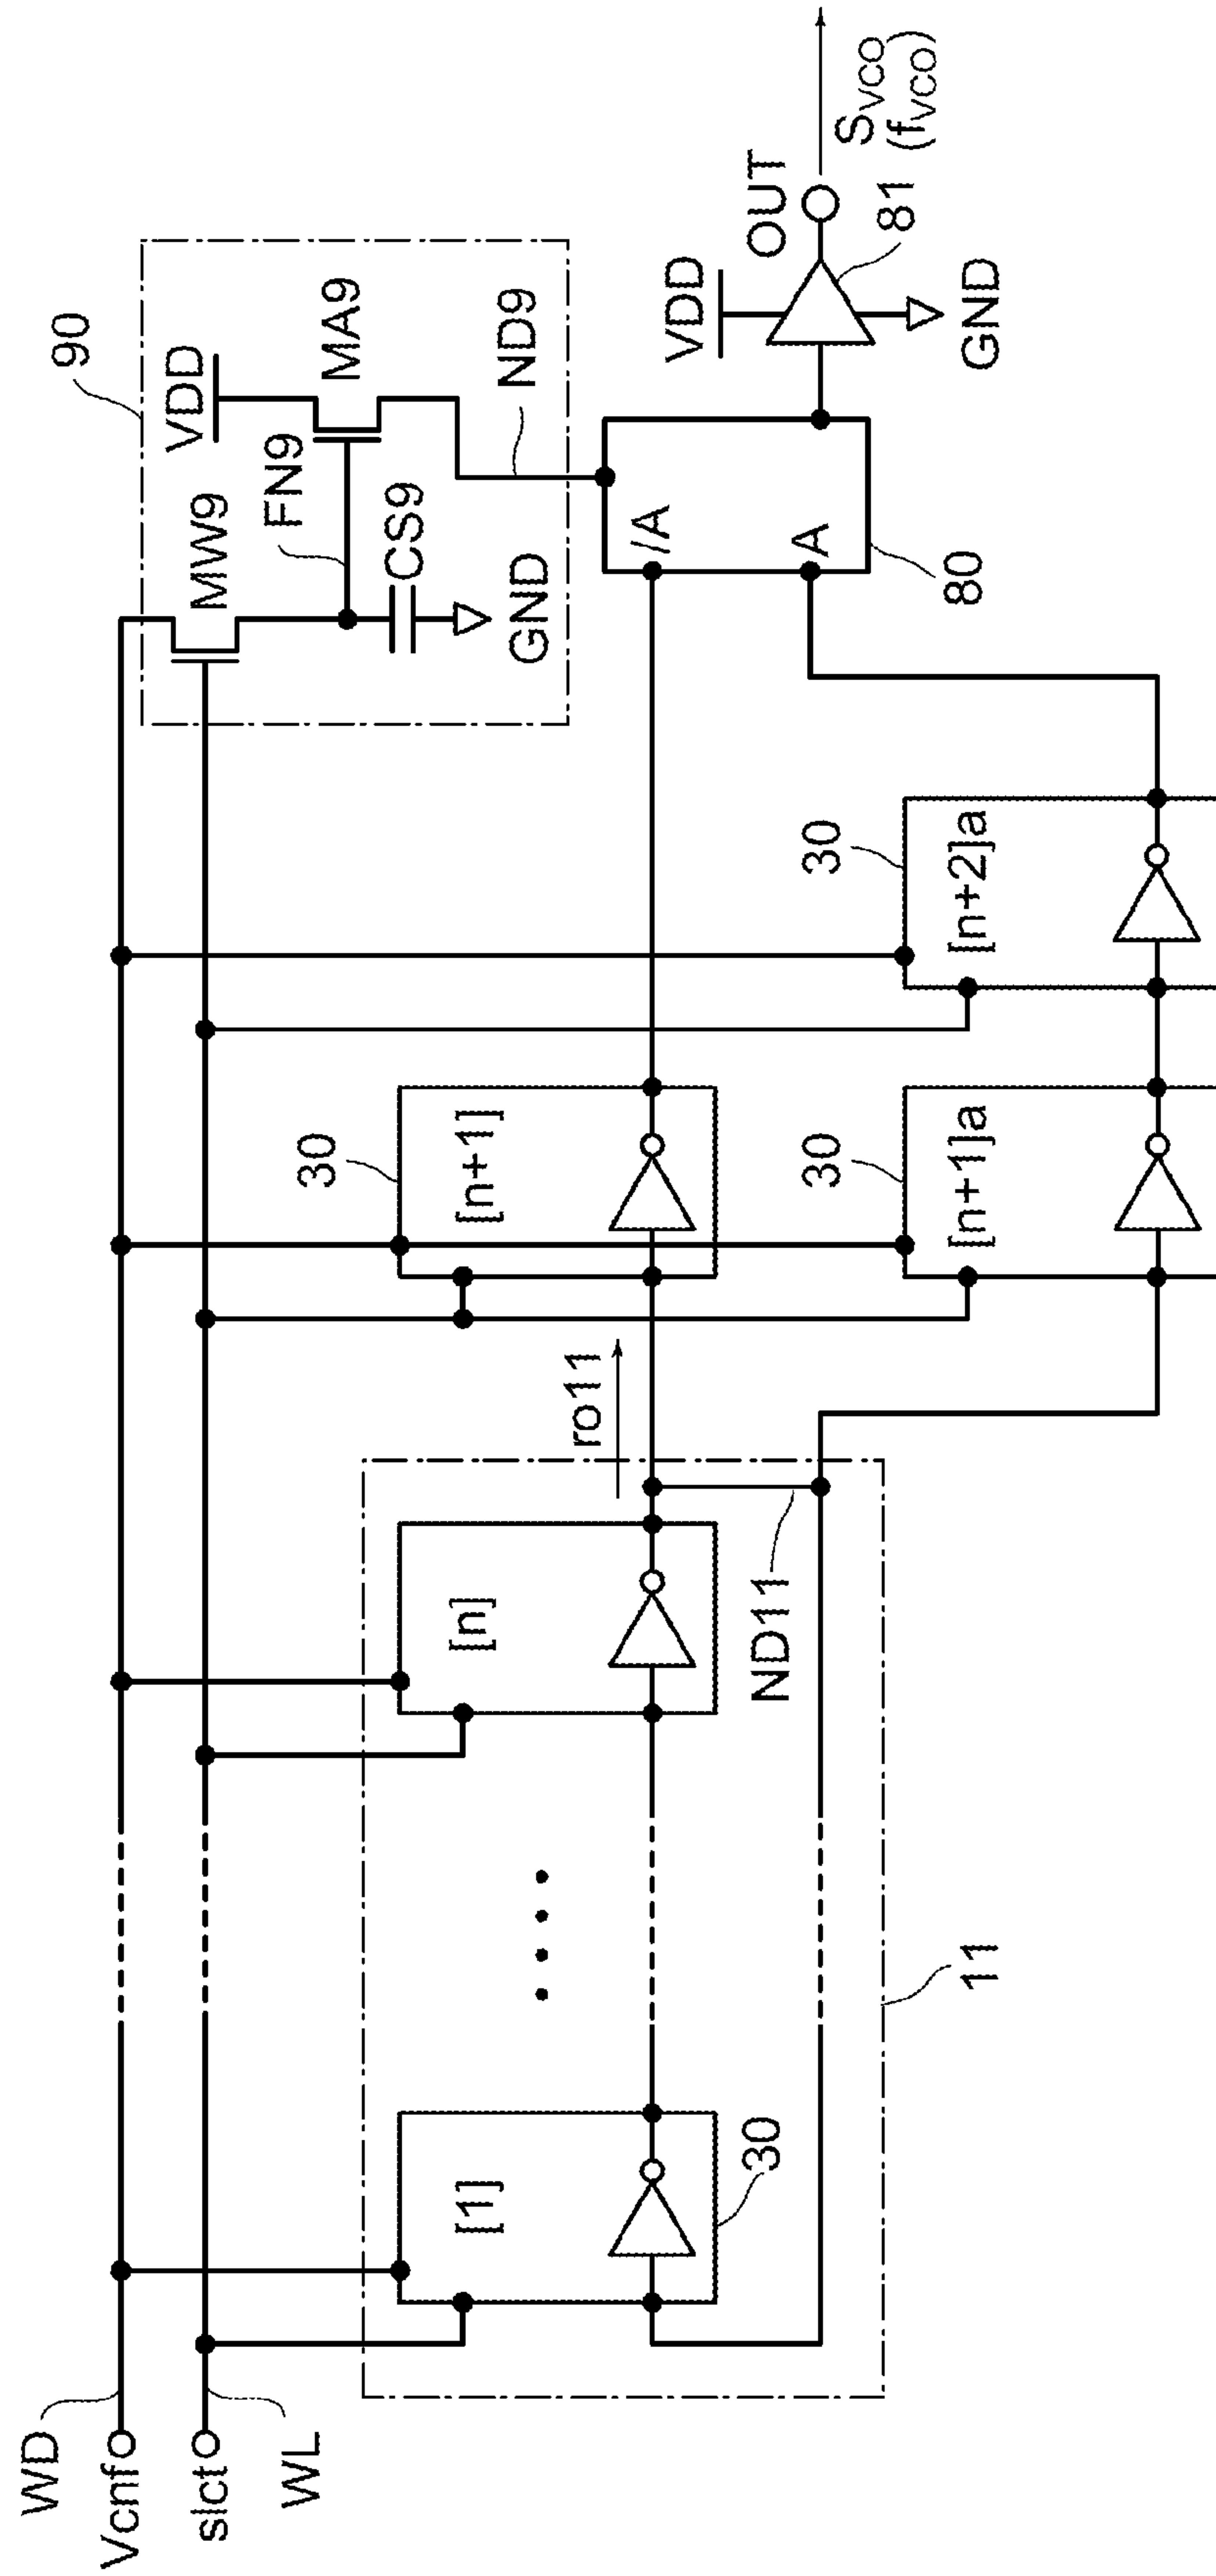 WD
Vcnf
slct
WL
90
VDD
MW9
FN9
MA9
CS9
GND
ND9
[1]
30
[n]
ro11
ND11
11
30
[n+1]
30
[n+1]a
30
[n+2]a
/A
A
80
VDD
OUT
81
GND
SVCO
(fVCO)